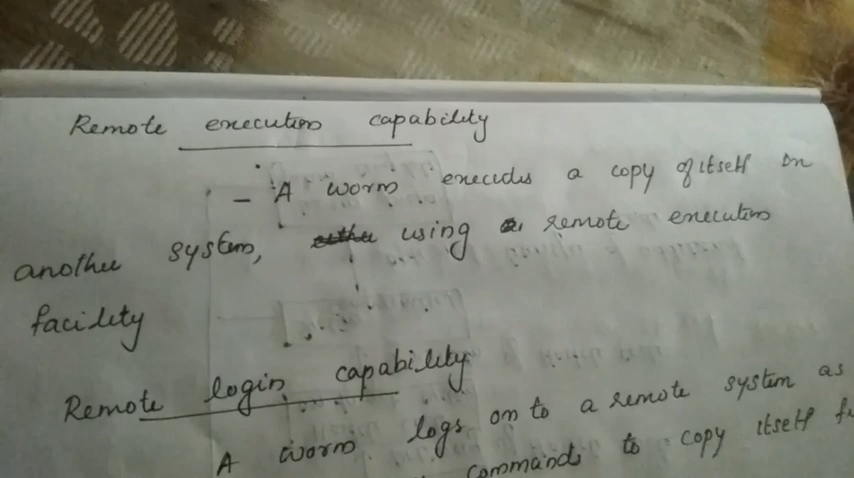 Remote execution capability
- A worm executes a copy of itself on
another system, using a remote execution
facility
Remote login capability
A worm logs on to a remote system as
commands to copy itself